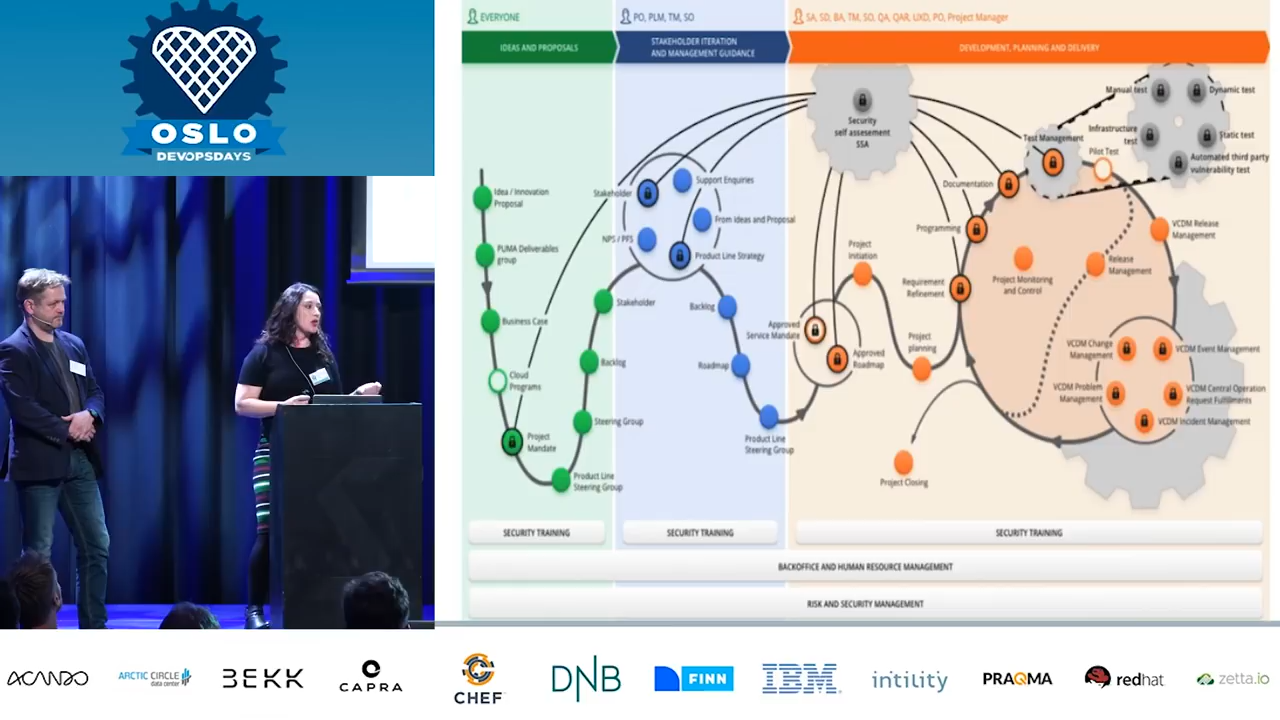 OSLO
DEVOPSDAYS
EVERYONE
PO, PLM, TM, SO
SA, SD, BA, TM, SO, QA, QAR, UXD, PO, Project Manager
IDEAS AND PROPOSALS
STAKEHOLDER ITERATION
AND MANAGEMENT GUIDANCE
DEVELOPMENT, PLANNING AND DELIVERY
Idea / Innovation
Proposal
PUMA Deliverables
group
Business Case
Cloud
Programs
Project
Mandate
Product Line
Steering Group
Steering Group
Backlog
Stakeholder
Stakeholder
Support Enquiries
From Ideas and Proposal
NPS / PFS
Product Line Strategy
Backlog
Roadmap
Product Line
Steering Group
Security
self assesement
SSA
Approved
Service Mandate
Approved
Roadmap
Project
Initiation
Project
planning
Requirement
Refinement
Programming
Documentation
Test Management
Pilot Test
Manual test
Dynamic test
Infrastructure
test
Static test
Automated third party
vulnerability test
Project Monitoring
and Control
Release
Management
VCDM Release
Management
VCDM Change
Management
VCDM Event Management
VCDM Problem
Management
VCDM Central Operation
Request Fulfillments
VCDM Incident Management
Project Closing
SECURITY TRAINING
SECURITY TRAINING
SECURITY TRAINING
BACKOFFICE AND HUMAN RESOURCE MANAGEMENT
RISK AND SECURITY MANAGEMENT
ACANDO
ARCTIC CIRCLE
data center
BEKK
CAPRA
CHEF
DNB
FINN
IBM
intility
PRAQMA
redhat
zetta.io